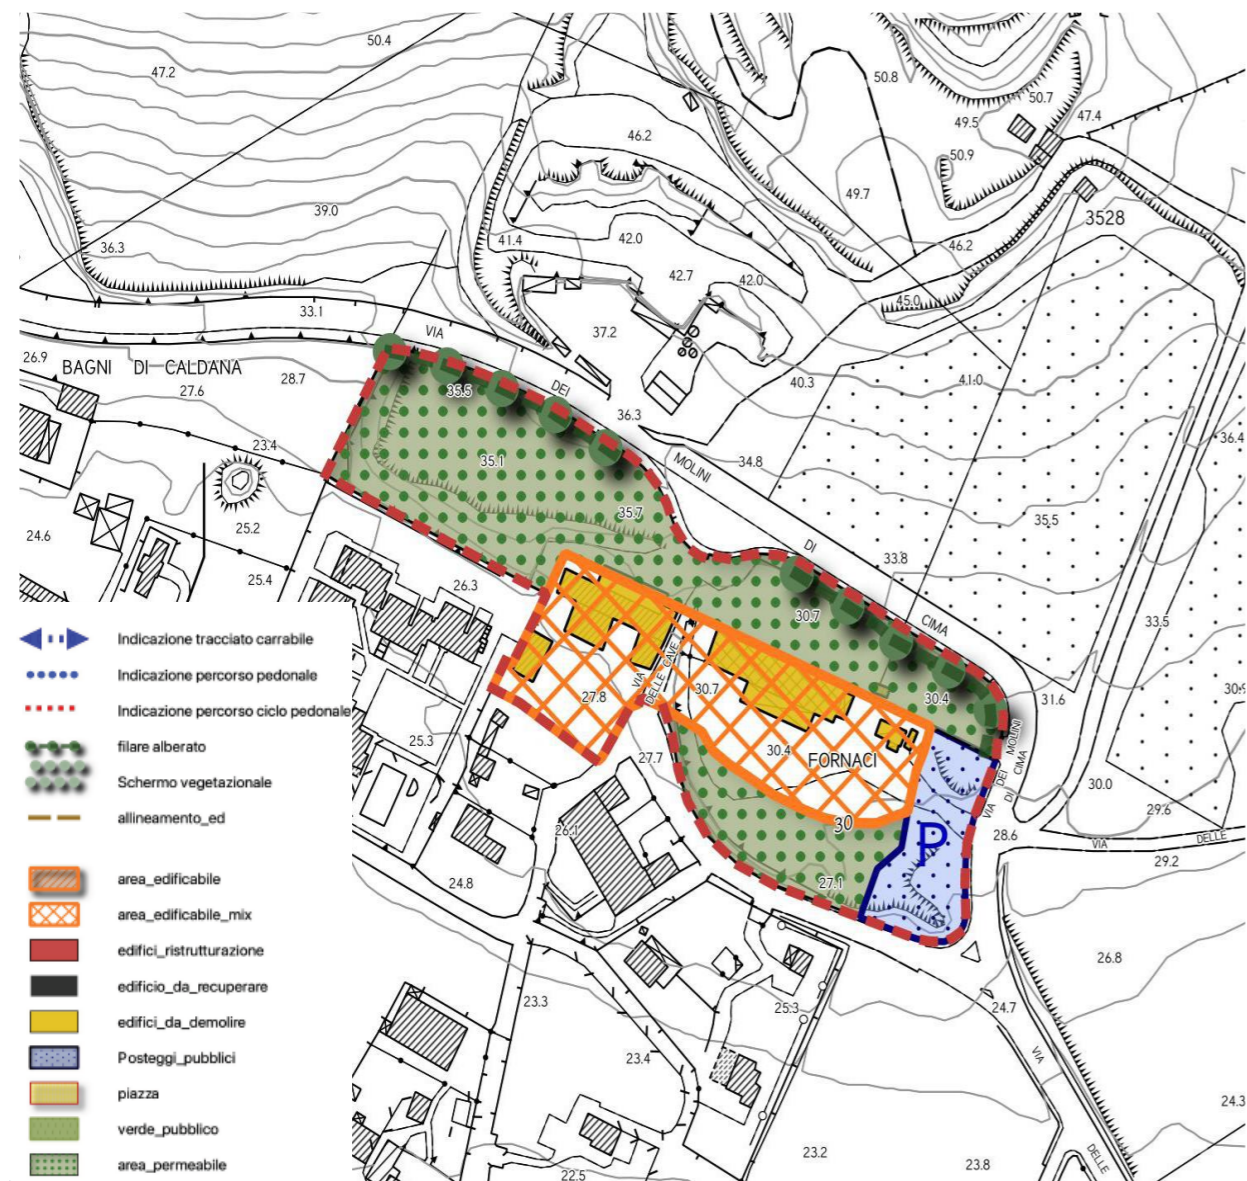 50.4
47.2
50.8
50.7
49.5
47.4
46.2
50.9
49.7
39.0
3528
41.4
42.0
36.3
46.2
42.7
42.0
45.0
33.1
VIA
37.2
26.9
BAGNI DI CALDANA
28.7
27.6
35.5
DEI
40.3
41.0
36.3
23.4
36.4
35.1
MOLINI
34.8
35.7
35.5
25.2
24.6
DI
33.8
25.4
26.3
30.7
CIMA
33.5
Indicazione tracciato carrabile
VIA
DELLE CAVE
Indicazione percorso pedonale
27.8
30.7
30.4
31.6
Indicazione percorso ciclo pedonale
25.3
30.4
VIA DEI MOLINI
DI CIMA
filare alberato
27.7
FORNACI
Schermo vegetazionale
30.0
29.6
allineamento_ed
30
26.1
P
28.6
VIA
DELLE
29.2
area_edificabile
24.8
27.1
area_edificabile_mix
edifici_ristrutturazione
26.8
edificio_da_recuperare
23.3
25.3
24.7
edifici_da_demolire
VIA
Posteggi_pubblici
23.4
piazza
24.3
verde_pubblico
23.2
DELLE
area_permeabile
22.5
23.8